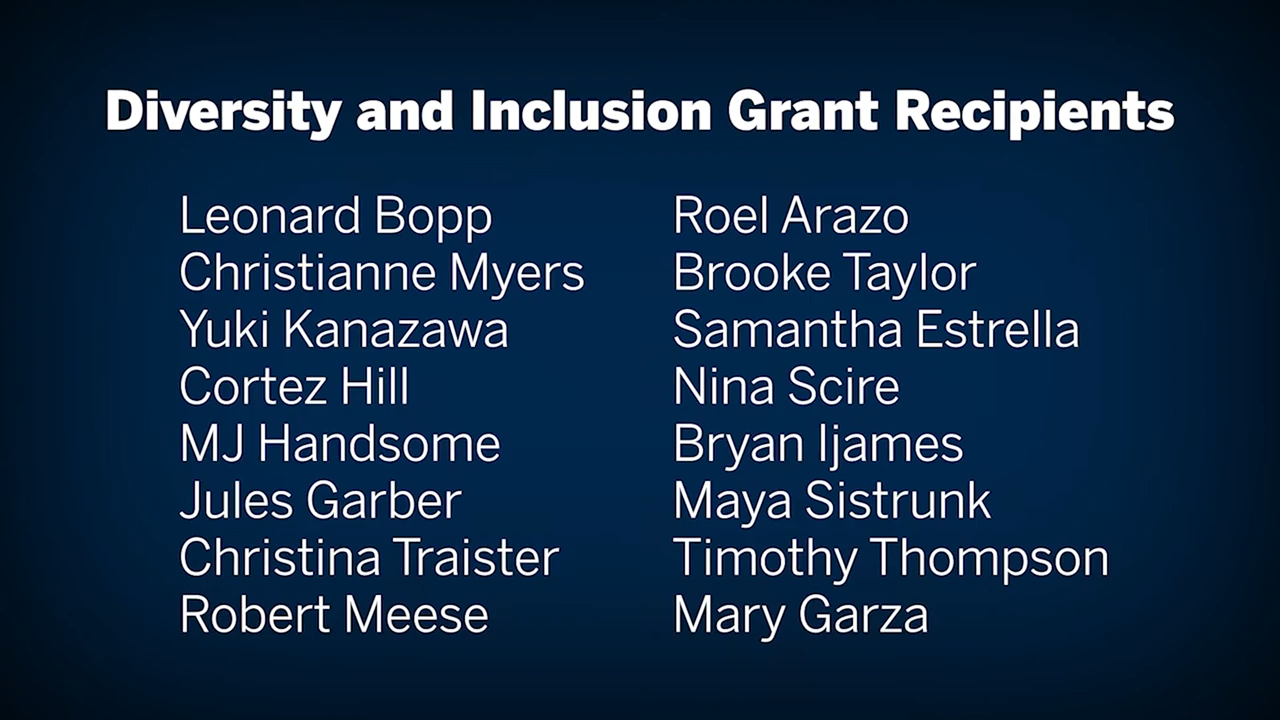 Diversity and Inclusion Grant Recipients
Leonard Bopp
Christianne Myers
Yuki Kanazawa
Cortez Hill
MJ Handsome
Jules Garber
Christina Traister
Robert Meese
Roel Arazo
Brooke Taylor
Samantha Estrella
Nina Scire
Bryan Ijames
Maya Sistrunk
Timothy Thompson
Mary Garza